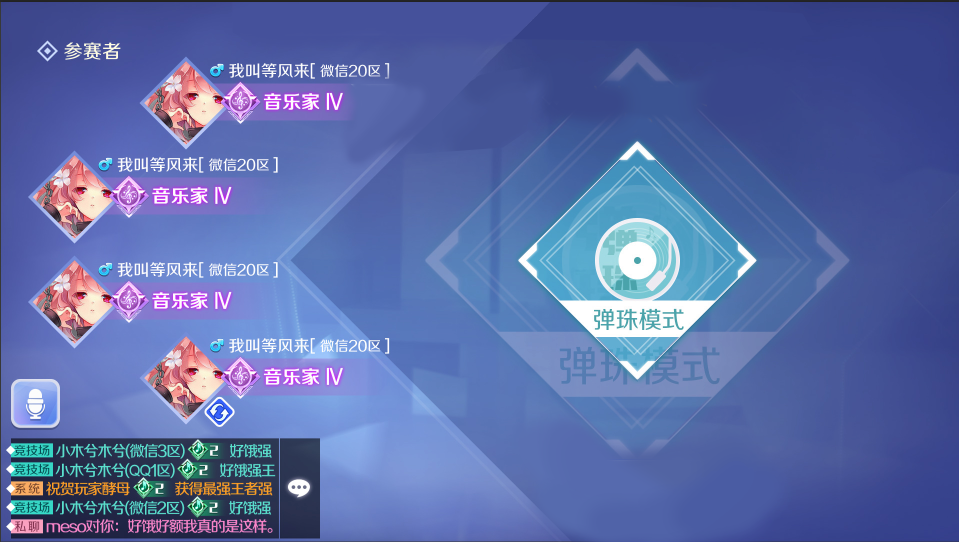 参赛者
我叫等风来[ 微信20区 ]
音乐家 Ⅳ
我叫等风来[ 微信20区 ]
音乐家 Ⅳ
我叫等风来[ 微信20区 ]
音乐家 Ⅳ
我叫等风来[ 微信20区 ]
音乐家 Ⅳ
弹珠
弹珠模式
弹珠模式
竞技场 小木兮木兮(微信3区) 2 好饿强
竞技场 小木兮木兮(QQ1区) 2 好饿强王
系统 祝贺玩家酵母 2 获得最强王者强
竞技场 小木兮木兮(微信2区) 2 好饿强
私聊 meso对你：好饿好额我真的是这样。